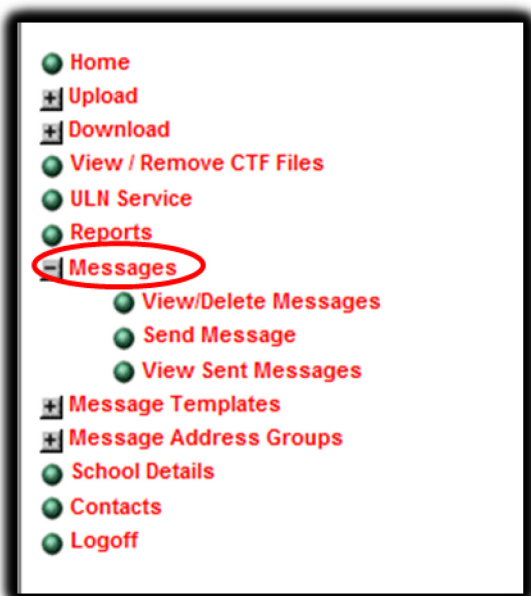 Home
Upload
Download
View / Remove CTF Files
ULN Service
Reports
Messages
View/Delete Messages
Send Message
View Sent Messages
Message Templates
Message Address Groups
School Details
Contacts
Logoff